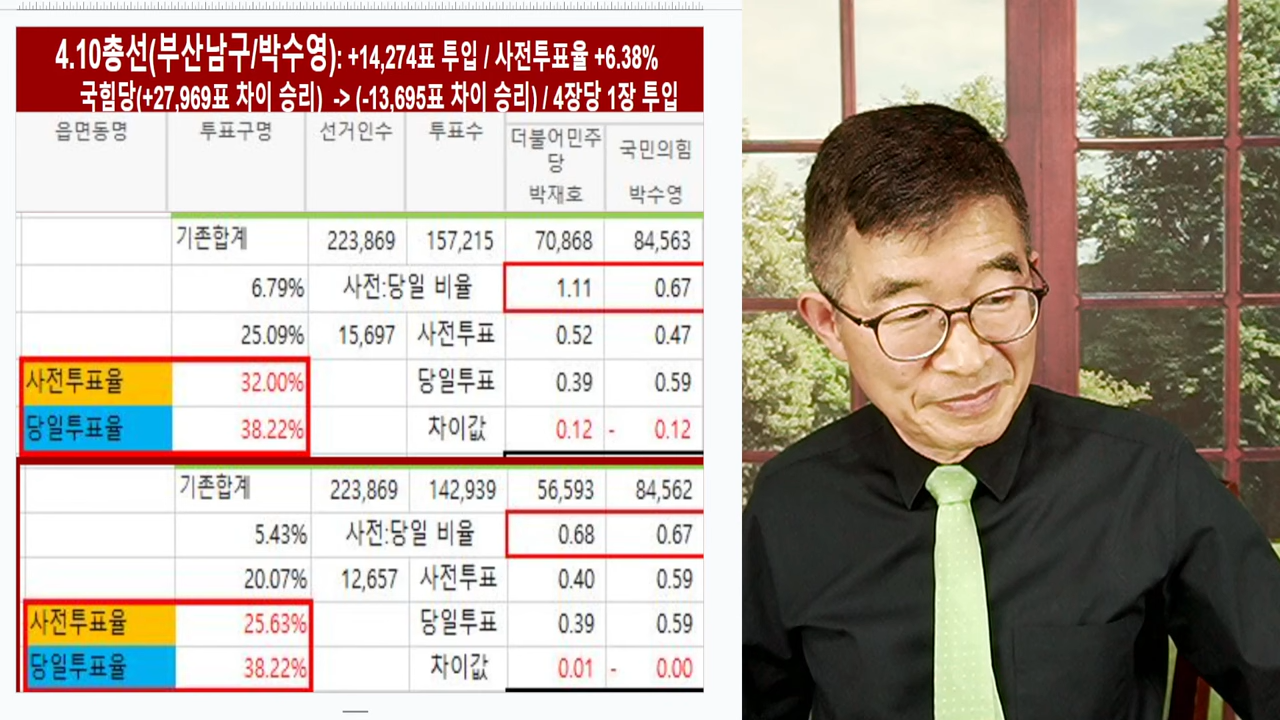 4.10총선(부산남구/박수영): +14,274표 투입 / 사전투표율 +6.38%
국힘당(+27,969표 차이 승리) -> (-13,695표 차이 승리) / 4장당 1장 투입
읍면동명 투표구명 선거인수 투표수 더불어민주당 국민의힘
박재호 박수영
기존합계 223,869 157,215 70,868 84,563
6.79% 사전:당일 비율 1.11 0.67
25.09% 15,697 사전투표 0.52 0.47
사전투표율 32.00% 당일투표 0.39 0.59
당일투표율 38.22% 차이값 0.12 - 0.12
기존합계 223,869 142,939 56,593 84,562
5.43% 사전:당일 비율 0.68 0.67
20.07% 12,657 사전투표 0.40 0.59
사전투표율 25.63% 당일투표 0.39 0.59
당일투표율 38.22% 차이값 0.01 - 0.00